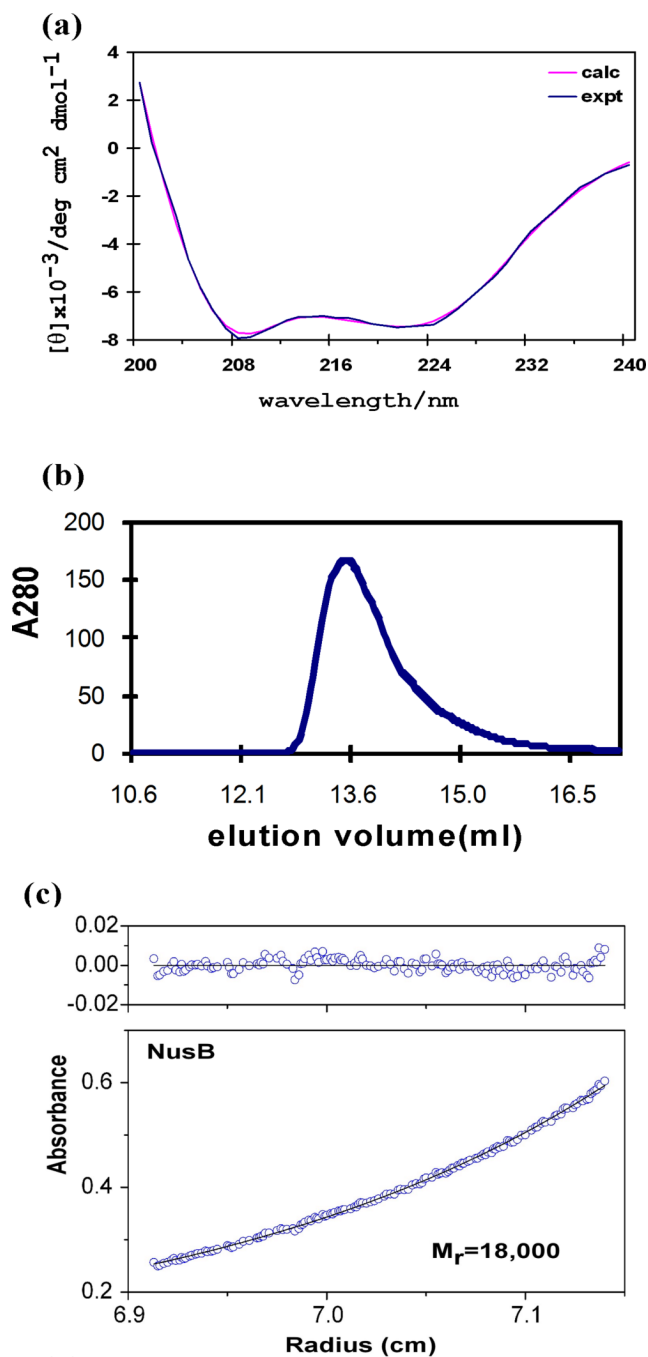 (a)
4
2
0
-2
-4
-6
-8
[θ]x10⁻³/deg cm² dmol⁻¹
calc
expt
200 208 216 224 232 240
wavelength/nm
(b)
200
150
100
50
0
A280
10.6 12.1 13.6 15.0 16.5
elution volume(ml)
(c)
0.02
0.00
-0.02
NusB
0.6
0.4
0.2
Absorbance
Mr=18,000
6.9 7.0 7.1
Radius (cm)